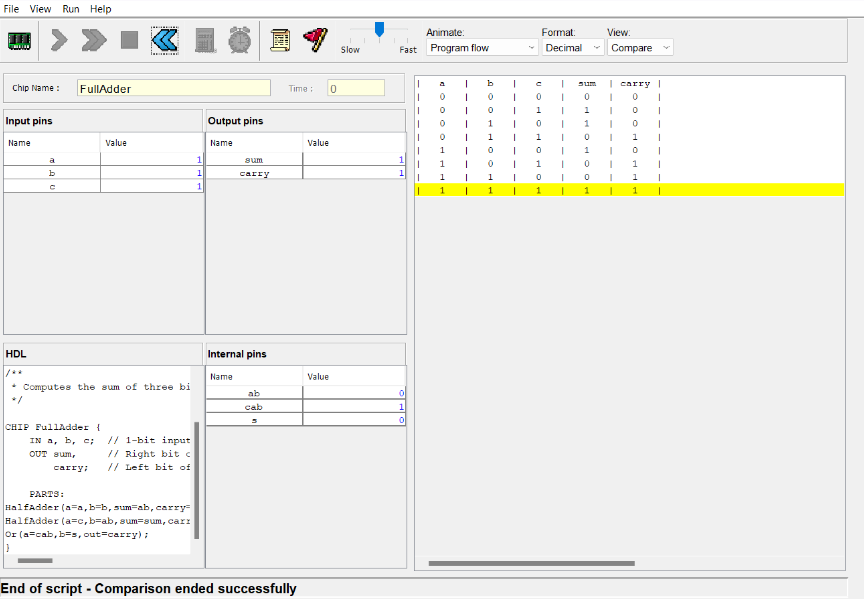 File View Run Help
Slow Fast
Animate:
Program flow
Format:
Decimal
View:
Compare
Chip Name :
FullAdder
Time :
0
Input pins
Name Value
a 1
b 1
c 1
Output pins
Name Value
sum 1
carry 1
HDL
/**
* Computes the sum of three bi
*/
CHIP FullAdder {
IN a, b, c; // 1-bit input
OUT sum, // Right bit o
carry; // Left bit of
PARTS:
HalfAdder(a=a,b=b,sum=ab,carry=
HalfAdder(a=c,b=ab,sum=sum,carr
Or(a=cab,b=s,out=carry);
}
Internal pins
Name Value
ab 0
cab 1
s 0
| a | b | c | sum | carry |
| 0 | 0 | 0 | 0 | 0 |
| 0 | 0 | 1 | 1 | 0 |
| 0 | 1 | 0 | 1 | 0 |
| 0 | 1 | 1 | 0 | 1 |
| 1 | 0 | 0 | 1 | 0 |
| 1 | 0 | 1 | 0 | 1 |
| 1 | 1 | 0 | 0 | 1 |
| 1 | 1 | 1 | 1 | 1 |
End of script - Comparison ended successfully